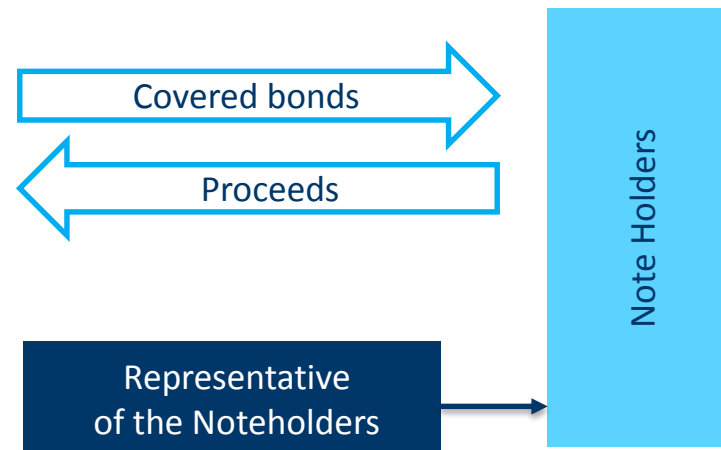 Covered bonds
Proceeds
Note Holders
Representative
of the Noteholders